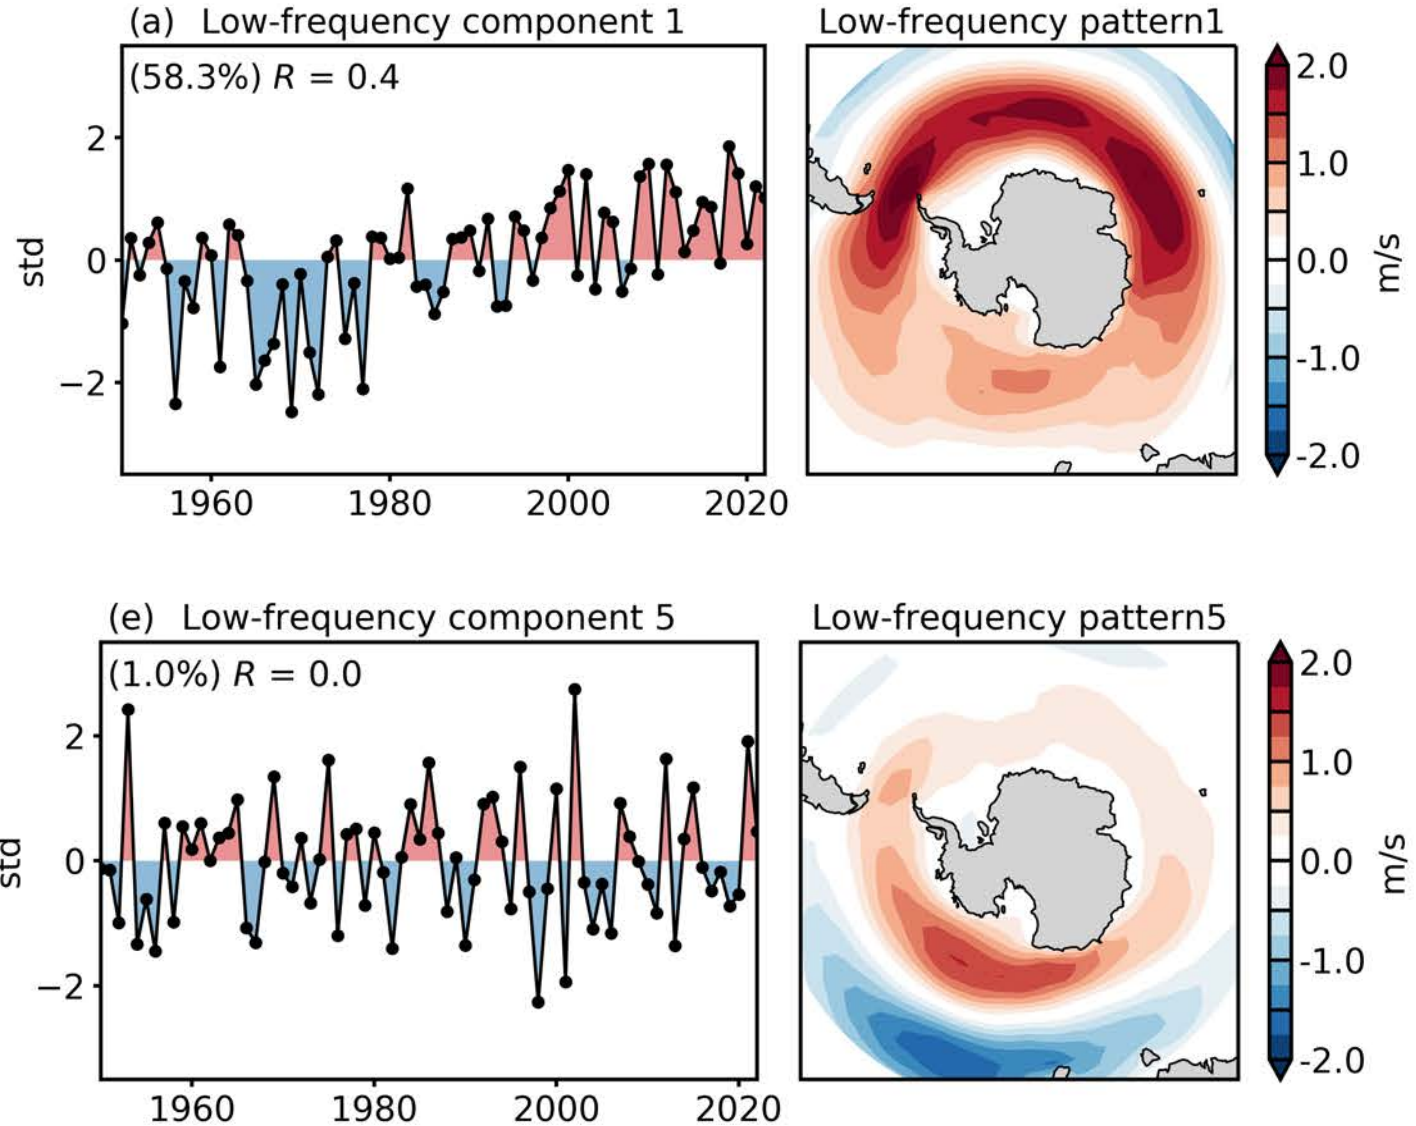 (a) Low-frequency component 1
Low-frequency pattern1
(58.3%) R = 0.4
std
2
0
−2
1960 1980 2000 2020
2.0
1.0
0.0
-1.0
-2.0
m/s
(e) Low-frequency component 5
Low-frequency pattern5
(1.0%) R = 0.0
std
2
0
−2
1960 1980 2000 2020
2.0
1.0
0.0
-1.0
-2.0
m/s